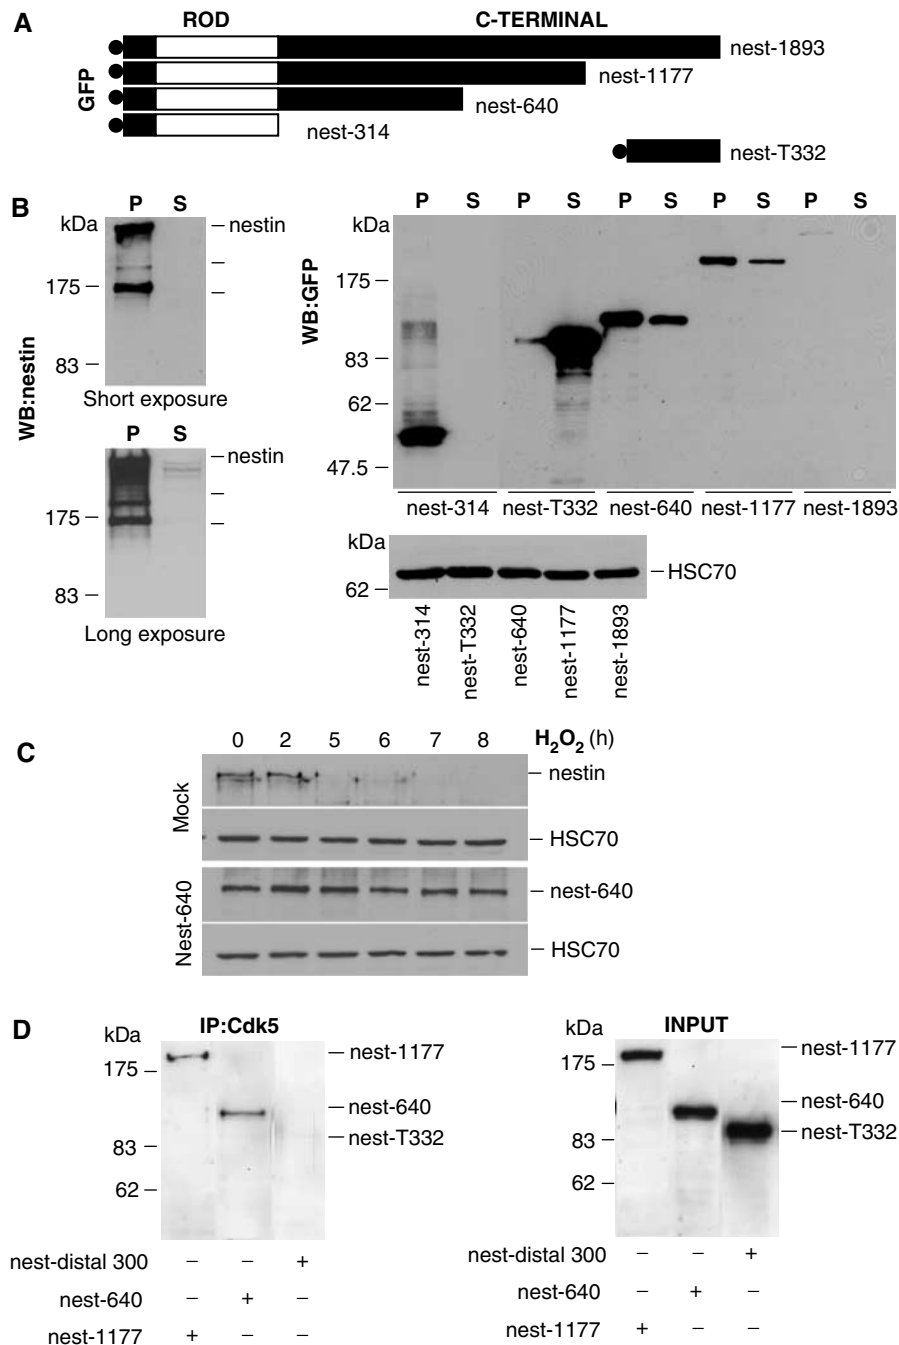 A
ROD
C-TERMINAL
GFP
nest-1893
nest-1177
nest-640
nest-314
nest-T332
B
WB:nestin
kDa
P S
nestin
175
83
Short exposure
P S
nestin
175
83
Long exposure
WB:GFP
P S P S P S P S P S
kDa
175
83
62
47.5
nest-314 nest-T332 nest-640 nest-1177 nest-1893
kDa
62
HSC70
nest-314
nest-T332
nest-640
nest-1177
nest-1893
C
0 2 5 6 7 8 H₂O₂ (h)
Mock
nestin
HSC70
Nest-640
nest-640
HSC70
D
IP:Cdk5
kDa
175
83
62
nest-1177
nest-640
nest-T332
nest-distal 300 − − +
nest-640 − + −
nest-1177 + − −
INPUT
kDa
175
83
62
nest-1177
nest-640
nest-T332
nest-distal 300 − − +
nest-640 − + −
nest-1177 + − −